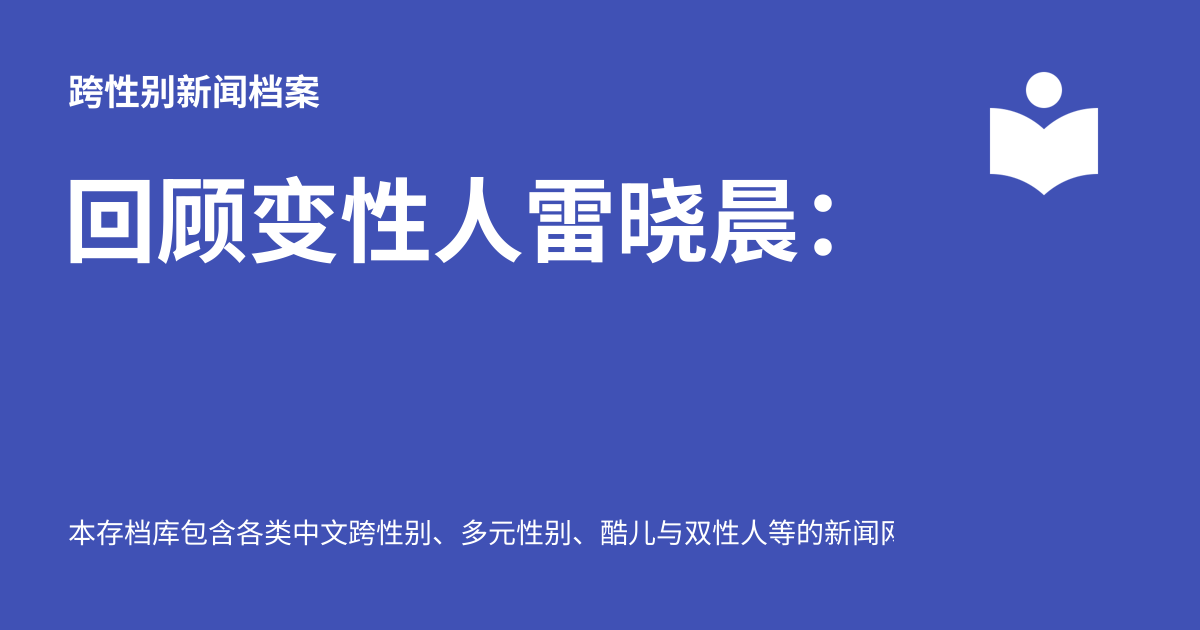 跨性别新闻档案
回顾变性人雷晓晨：
本存档库包含各类中文跨性别、多元性别、酷儿与双性人等的新闻